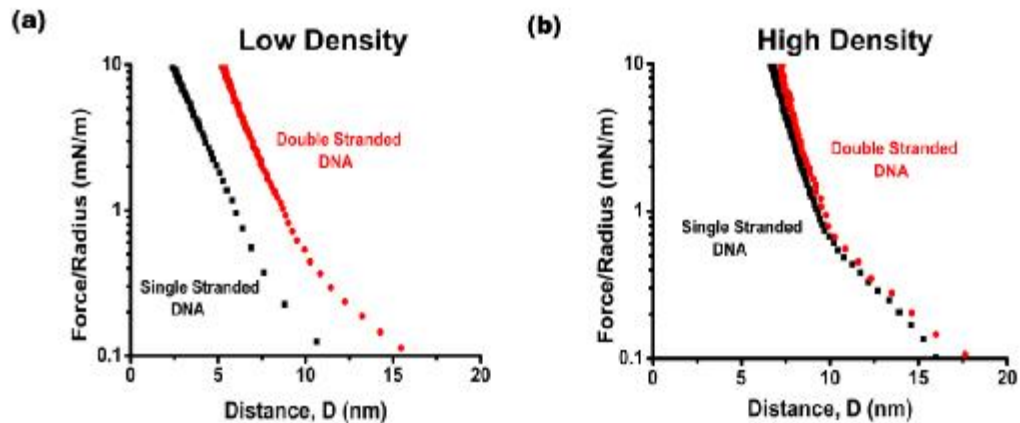 (a)
Low Density
10
1
0.1
Force/Radius (mN/m)
Double Stranded
DNA
Single Stranded
DNA
0
5
10
15
20
Distance, D (nm)
(b)
High Density
10
1
0.1
Force/Radius (mN/m)
Double Stranded
DNA
Single Stranded
DNA
0
5
10
15
20
Distance, D (nm)